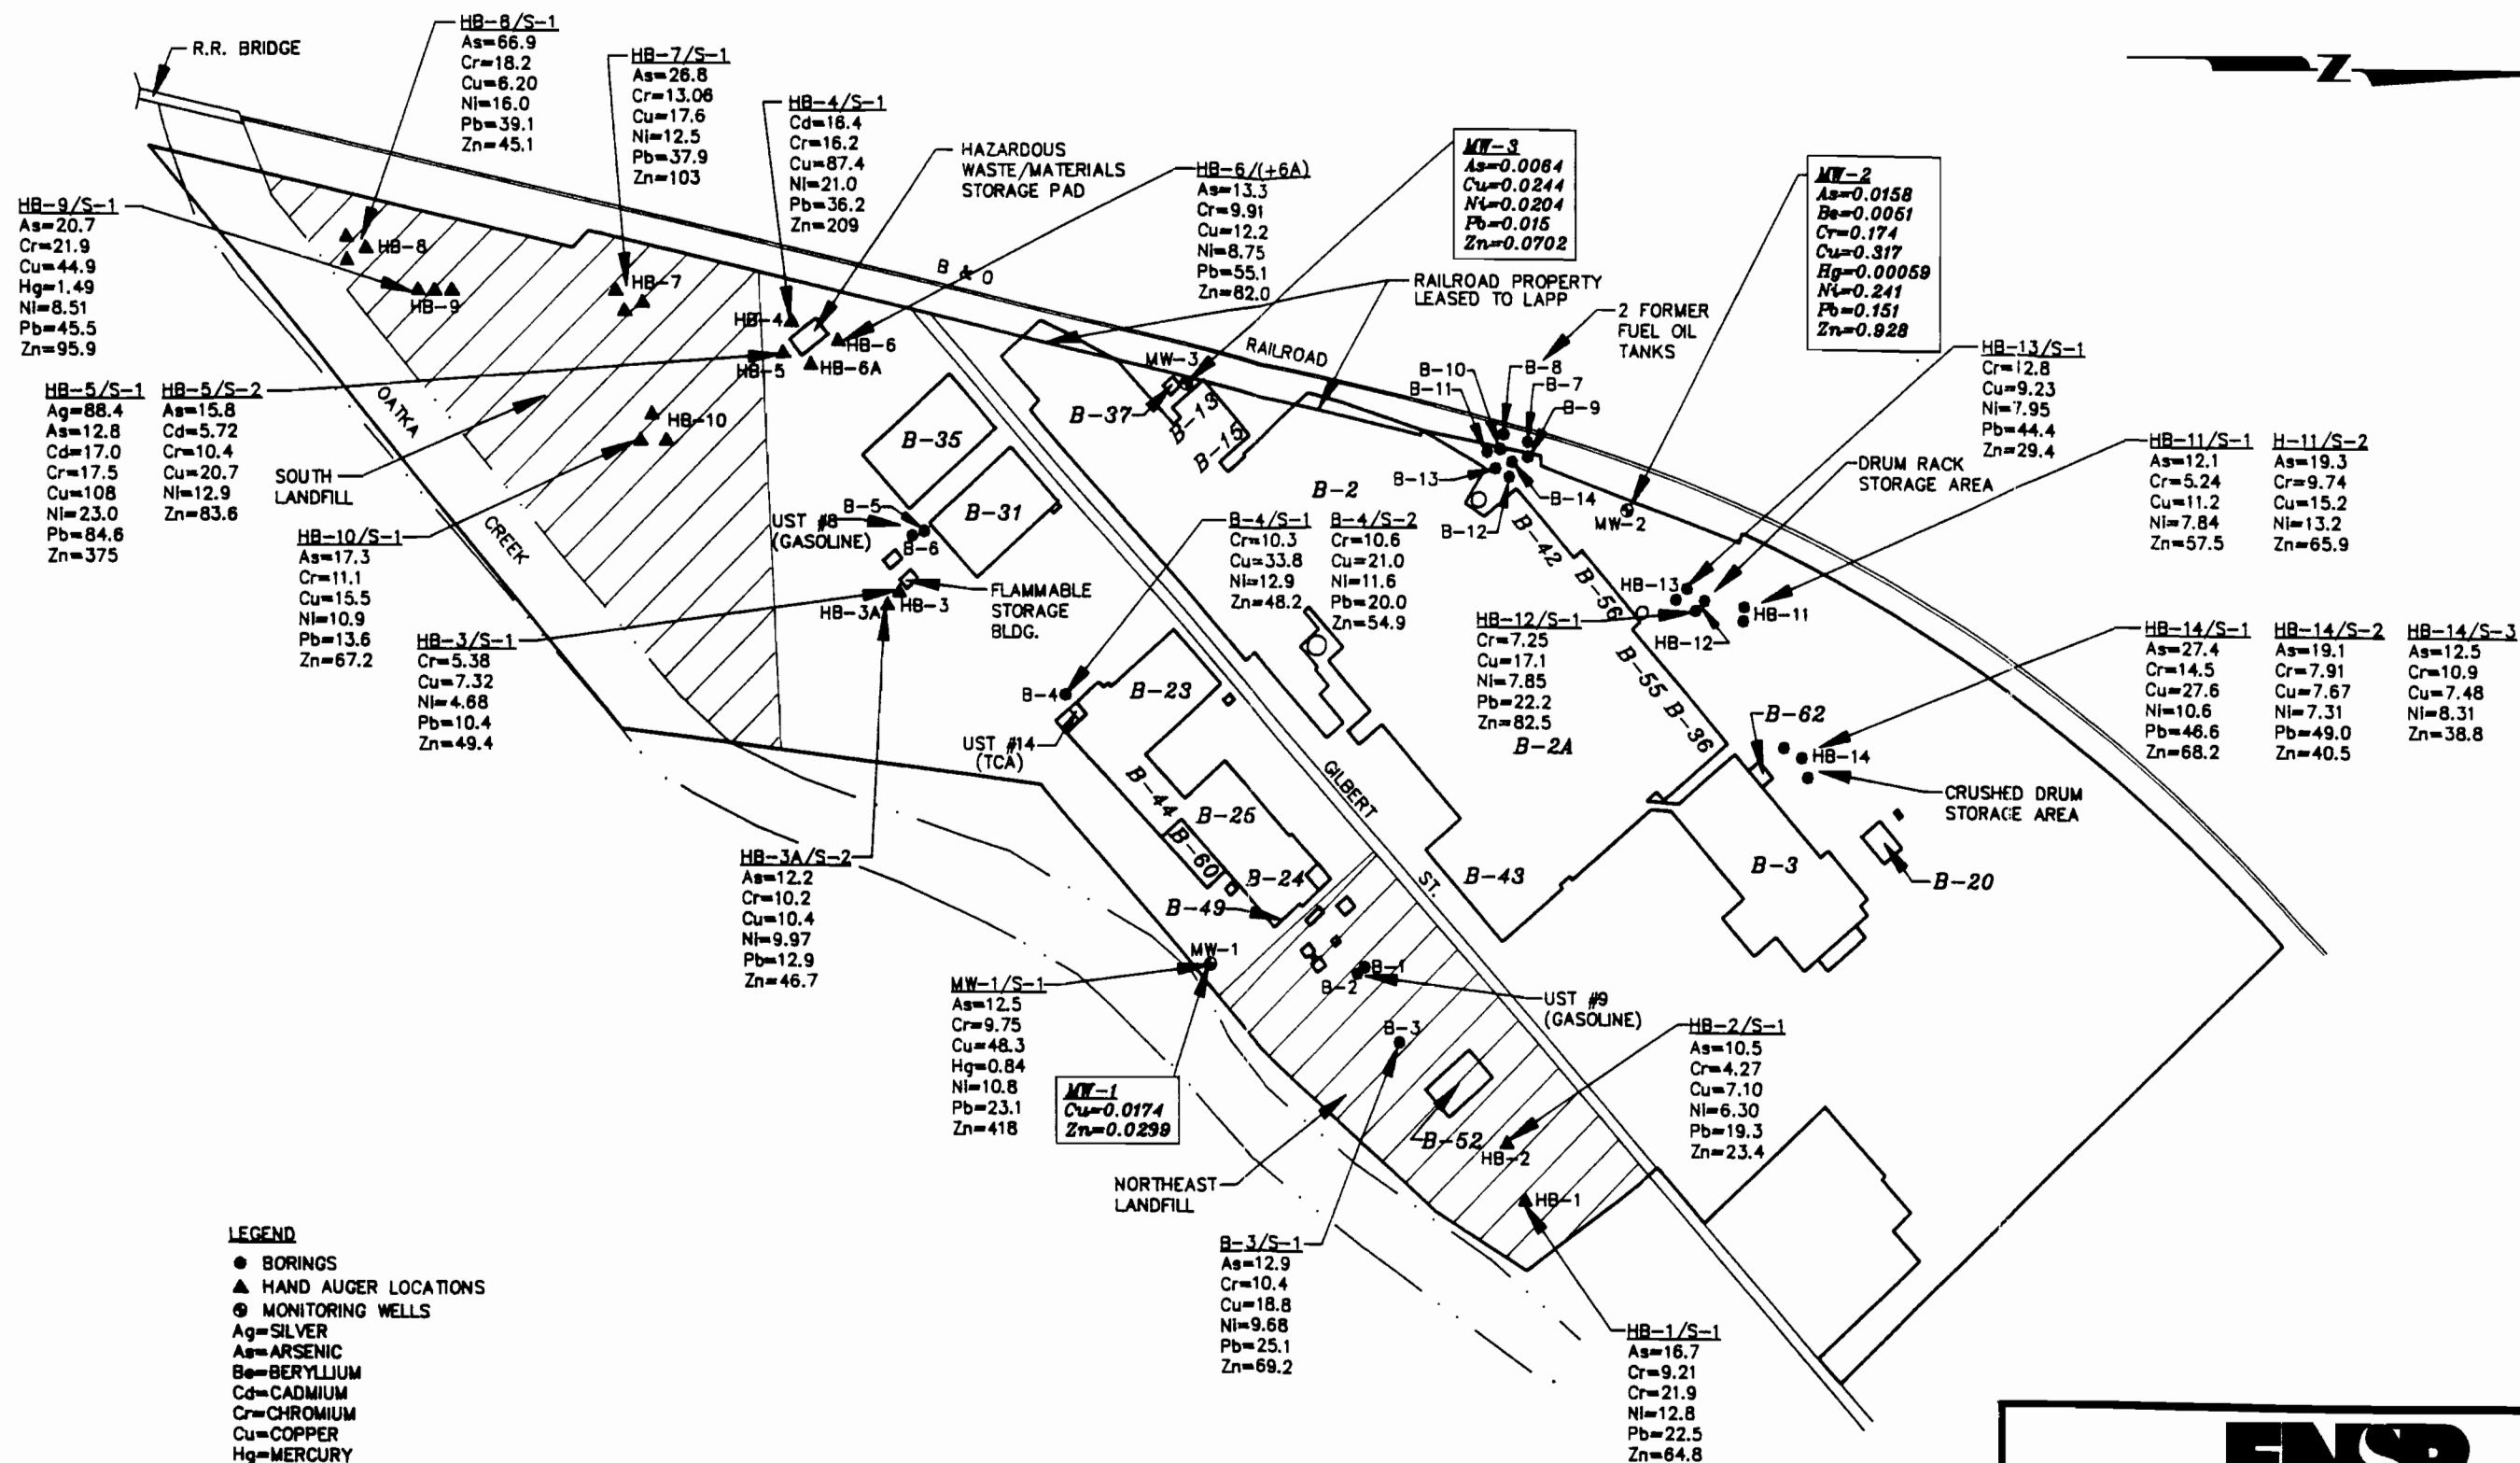 R.R. BRIDGE
HB-8/S-1
As=66.9
Cr=18.2
Cu=6.20
Ni=16.0
Pb=39.1
Zn=45.1
HB-7/S-1
As=26.8
Cr=13.06
Cu=17.6
Ni=12.5
Pb=37.9
Zn=103
HB-4/S-1
Cd=16.4
Cr=16.2
Cu=87.4
Ni=21.0
Pb=36.2
Zn=209
HAZARDOUS
WASTE/MATERIALS
STORAGE PAD
HB-6/(+6A)
As=13.3
Cr=9.91
Cu=12.2
Ni=8.75
Pb=55.1
Zn=82.0
MW-3
As=0.0064
Cu=0.0244
Ni=0.0204
Pb=0.015
Zn=0.0702
MW-2
As=0.0158
Be=0.0051
Cr=0.174
Cu=0.317
Hg=0.00059
Ni=0.241
Pb=0.151
Zn=0.928
Z
HB-9/S-1
As=20.7
Cr=21.9
Cu=44.9
Hg=1.49
Ni=8.51
Pb=45.5
Zn=95.9
HB-8
HB-9
HB-7
HB-4
HB-5
HB-6
HB-6A
HB-10
B & O
RAILROAD
RAILROAD PROPERTY
LEASED TO LAPP
2 FORMER
FUEL OIL
TANKS
HB-13/S-1
Cr=12.8
Cu=9.23
Ni=7.95
Pb=44.4
Zn=29.4
HB-5/S-1
Ag=88.4
As=12.8
Cd=17.0
Cr=17.5
Cu=108
Ni=23.0
Pb=84.6
Zn=375
HB-5/S-2
As=15.8
Cd=5.72
Cr=10.4
Cu=20.7
Ni=12.9
Zn=83.6
OATKA
CREEK
SOUTH
LANDFILL
MW-3
B-37
B-13
B-15
B-35
B-31
B-10
B-11
B-8
B-7
B-9
B-13
B-14
B-12
B-2
MW-2
DRUM RACK
STORAGE AREA
HB-11/S-1
As=12.1
Cr=5.24
Cu=11.2
Ni=7.84
Zn=57.5
H-11/S-2
As=19.3
Cr=9.74
Cu=15.2
Ni=13.2
Zn=65.9
HB-10/S-1
As=17.3
Cr=11.1
Cu=15.5
Ni=10.9
Pb=13.6
Zn=67.2
UST #8
(GASOLINE)
B-5
B-6
FLAMMABLE
STORAGE
BLDG.
HB-3A
HB-3
B-4/S-1
Cr=10.3
Cu=33.8
Ni=12.9
Zn=48.2
B-4/S-2
Cr=10.6
Cu=21.0
Ni=11.6
Pb=20.0
Zn=54.9
B-42
B-56
B-55
B-36
HB-13
HB-12
HB-11
HB-12/S-1
Cr=7.25
Cu=17.1
Ni=7.85
Pb=22.2
Zn=82.5
B-2A
HB-14/S-1
As=27.4
Cr=14.5
Cu=27.6
Ni=10.6
Pb=46.6
Zn=68.2
HB-14/S-2
As=19.1
Cr=7.91
Cu=7.67
Ni=7.31
Pb=49.0
Zn=40.5
HB-14/S-3
As=12.5
Cr=10.9
Cu=7.48
Ni=8.31
Zn=38.8
HB-3/S-1
Cr=5.38
Cu=7.32
Ni=4.68
Pb=10.4
Zn=49.4
B-4
UST #14
(TCA)
B-23
B-44
B-25
B-60
B-24
B-49
GILBERT
ST.
B-43
B-62
HB-14
CRUSHED DRUM
STORAGE AREA
B-3
B-20
HB-3A/S-2
As=12.2
Cr=10.2
Cu=10.4
Ni=9.97
Pb=12.9
Zn=46.7
MW-1
MW-1/S-1
As=12.5
Cr=9.75
Cu=48.3
Hg=0.84
Ni=10.8
Pb=23.1
Zn=418
MW-1
Cu=0.0174
Zn=0.0299
B-1
B-2
UST #9
(GASOLINE)
B-3
B-52
HB-2
HB-2/S-1
As=10.5
Cr=4.27
Cu=7.10
Ni=6.30
Pb=19.3
Zn=23.4
NORTHEAST
LANDFILL
HB-1
B-3/S-1
As=12.9
Cr=10.4
Cu=18.8
Ni=9.68
Pb=25.1
Zn=69.2
HB-1/S-1
As=16.7
Cr=9.21
Cr=21.9
Ni=12.8
Pb=22.5
Zn=64.8
LEGEND
BORINGS
HAND AUGER LOCATIONS
MONITORING WELLS
Ag=SILVER
As=ARSENIC
Be=BERYLLIUM
Cd=CADMIUM
Cr=CHROMIUM
Cu=COPPER
Hg=MERCURY